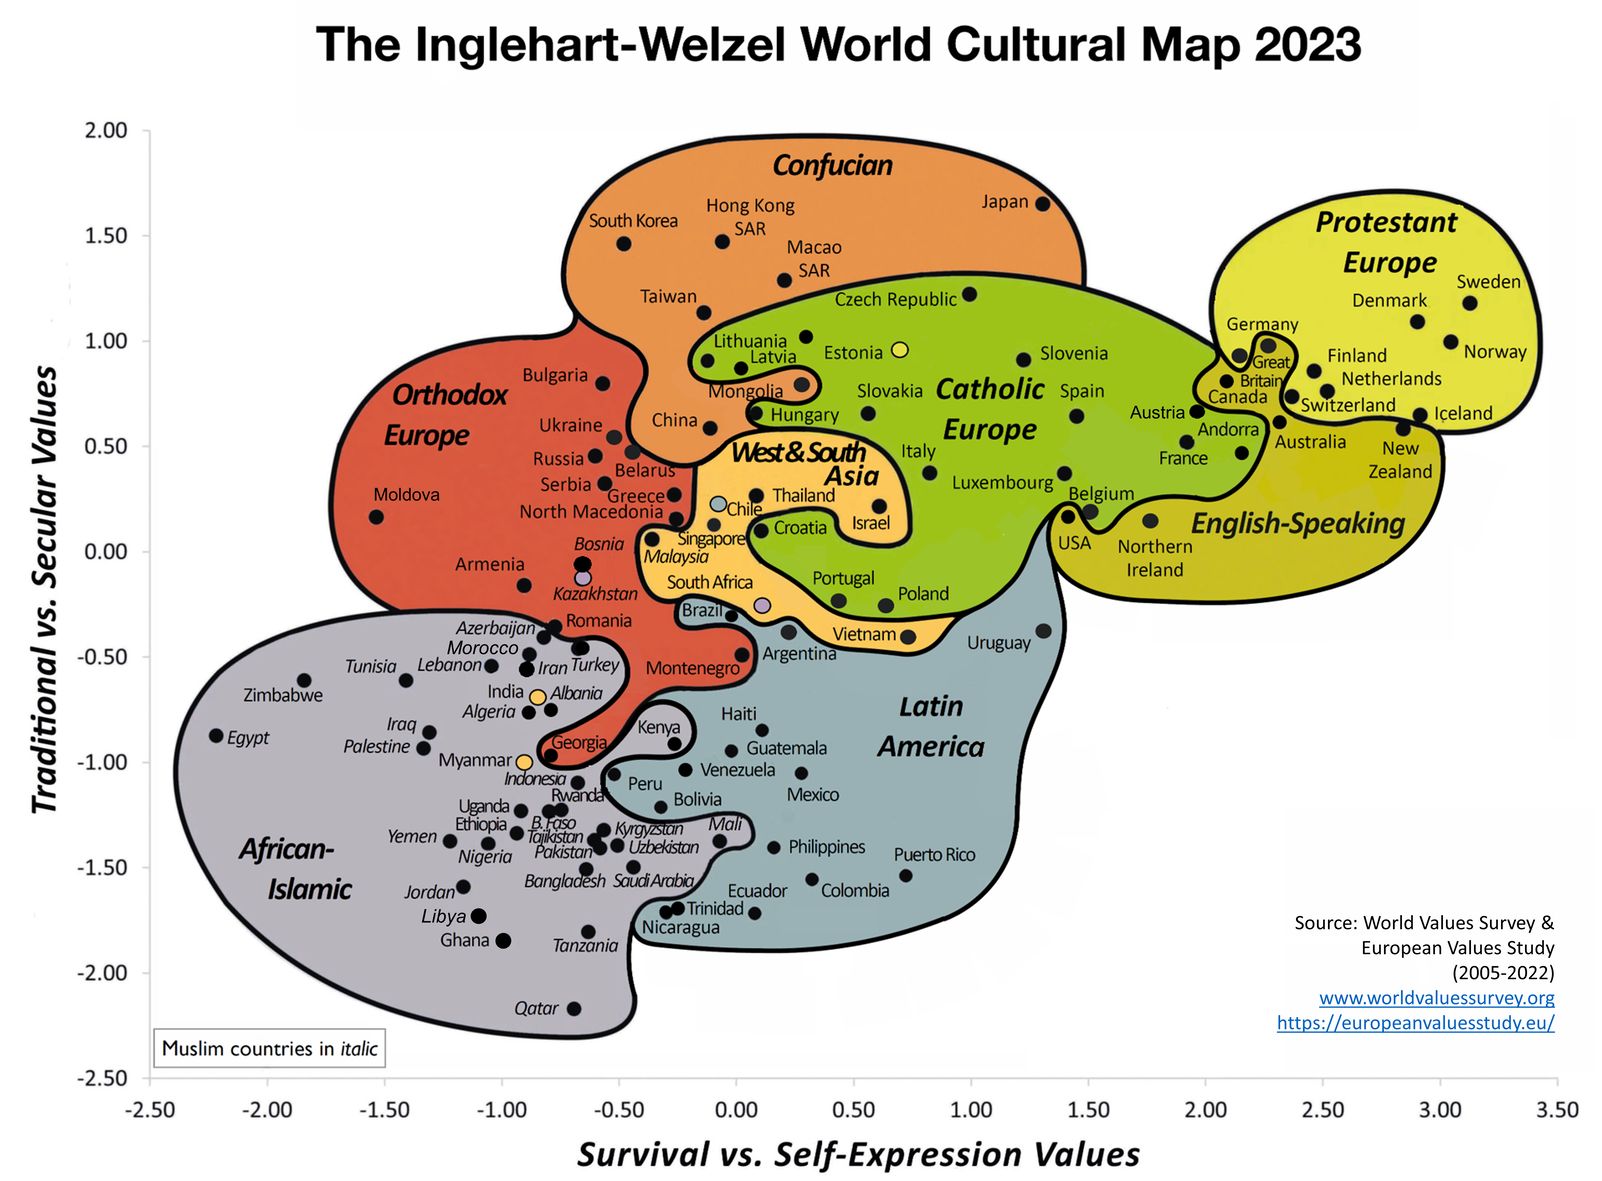 The Inglehart-Welzel World Cultural Map 2023
Traditional vs. Secular Values
2.00
1.50
1.00
0.50
0.00
-0.50
-1.00
-1.50
-2.00
-2.50
Confucian
Japan
Hong Kong
SAR
South Korea
Macao
SAR
Taiwan
Mongolia
China
Protestant
Europe
Sweden
Denmark
Norway
Germany
Finland
Netherlands
Switzerland
Iceland
Catholic
Europe
Czech Republic
Lithuania
Latvia
Estonia
Slovenia
Slovakia
Spain
Hungary
Austria
Andorra
France
Italy
Luxembourg
Belgium
Croatia
Portugal
Poland
English-Speaking
Great
Britain
Canada
Australia
New
Zealand
USA
Northern
Ireland
Orthodox
Europe
Bulgaria
Ukraine
Belarus
Russia
Serbia
Greece
North Macedonia
Moldova
Bosnia
Armenia
Kazakhstan
Romania
Montenegro
Georgia
West & South
Asia
Thailand
Israel
Chile
Singapore
Malaysia
South Africa
Vietnam
Latin
America
Brazil
Argentina
Uruguay
Haiti
Guatemala
Venezuela
Peru
Mexico
Bolivia
Philippines
Puerto Rico
Ecuador
Colombia
Trinidad
Nicaragua
African-
Islamic
Azerbaijan
Morocco
Lebanon
Iran
Turkey
Tunisia
Zimbabwe
India
Albania
Algeria
Egypt
Iraq
Palestine
Kenya
Myanmar
Indonesia
Rwanda
Uganda
B. Faso
Ethiopia
Tajikistan
Kyrgyzstan
Mali
Yemen
Nigeria
Pakistan
Uzbekistan
Bangladesh
Saudi Arabia
Jordan
Libya
Ghana
Tanzania
Qatar
Muslim countries in italic
Source: World Values Survey &
European Values Study
(2005-2022)
www.worldvaluessurvey.org
https://europeanvaluesstudy.eu/
-2.50 -2.00 -1.50 -1.00 -0.50 0.00 0.50 1.00 1.50 2.00 2.50 3.00 3.50
Survival vs. Self-Expression Values